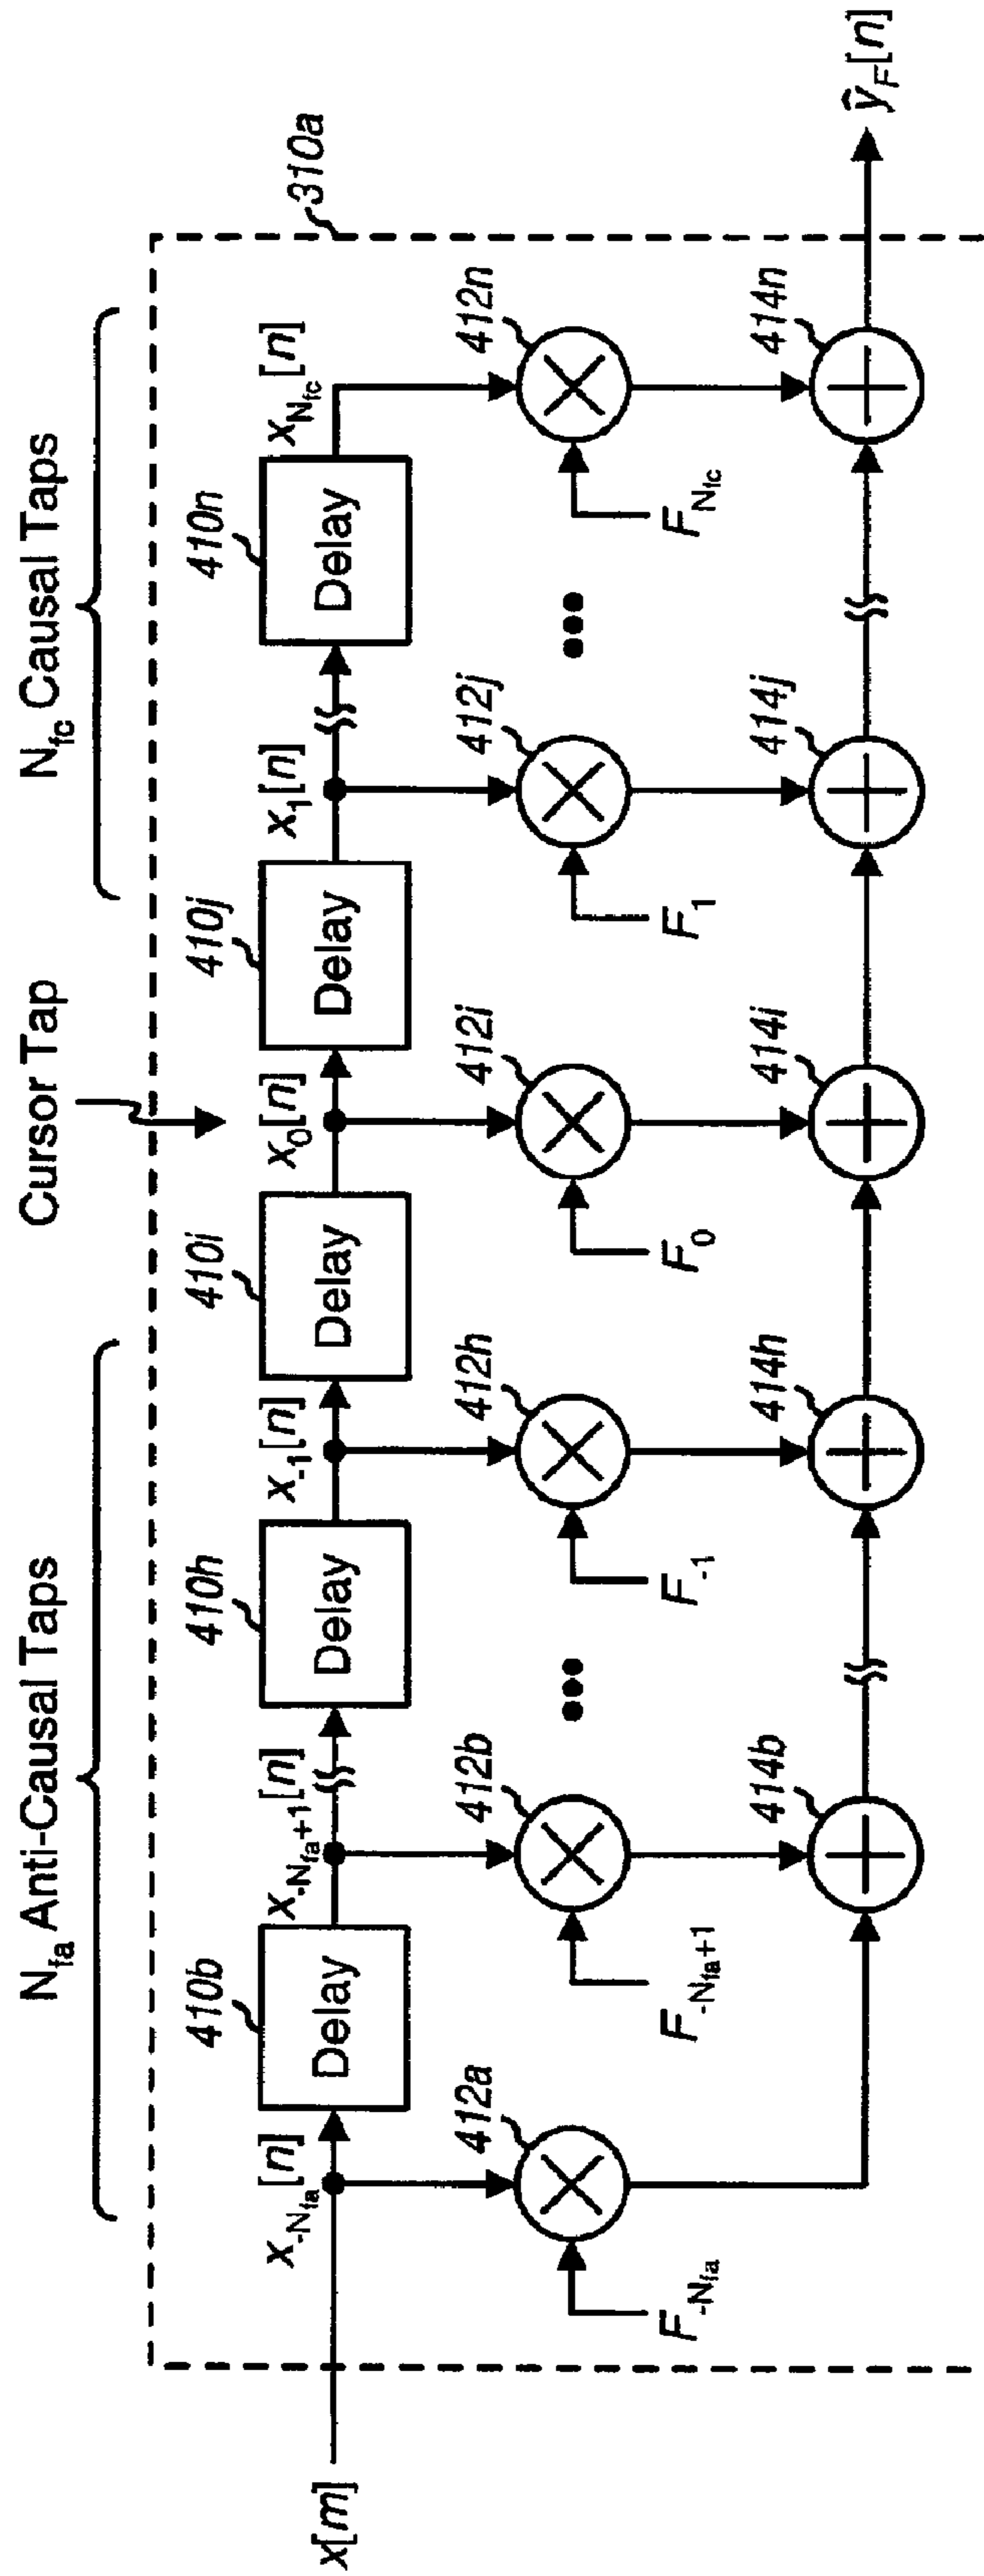 N_fa Anti-Causal Taps
Cursor Tap
N_fc Causal Taps
310a
410b
410h
410i
410j
410n
x[m]
x_-N_fa[n]
Delay
x_-N_fa+1[n]
Delay
x_-1[n]
Delay
x_0[n]
Delay
x_1[n]
Delay
x_N_fc[n]
412a
412b
412h
412i
412j
412n
F_-N_fa
F_-N_fa+1
F_-1
F_0
F_1
F_N_fc
414b
414h
414i
414j
414n
ŷ_F[n]